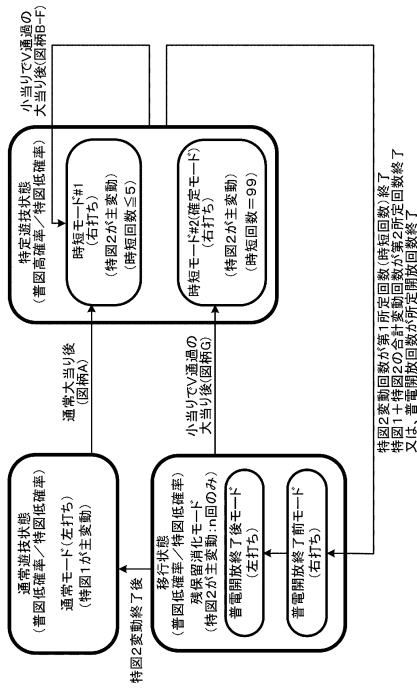 通常遊技状態
(普図低確率/特図低確率)
通常モード(左打ち)
(特図1が主変動)
通常大当り後
(図柄A)
特定遊技状態
(普図高確率/特図低確率)
時短モード#1
(右打ち)
(特図2が主変動)
(時短回数≦5)
時短モード#2(確定モード)
(右打ち)
(特図2が主変動)
(時短回数=99)
小当りでV通過の
大当り後(図柄B-F)
特図2変動終了後
移行状態
(普図低確率/特図低確率)
残保留消化モード
(特図2が主変動:n回のみ)
普電開放終了後モード
(左打ち)
普電開放終了前モード
(右打ち)
小当りでV通過の
大当り後(図柄G)
特図2変動回数が第1所定回数(時短回数)終了
特図1+特図2の合計変動回数が第2所定回数終了
又は、普電開放回数が所定開放回数終了